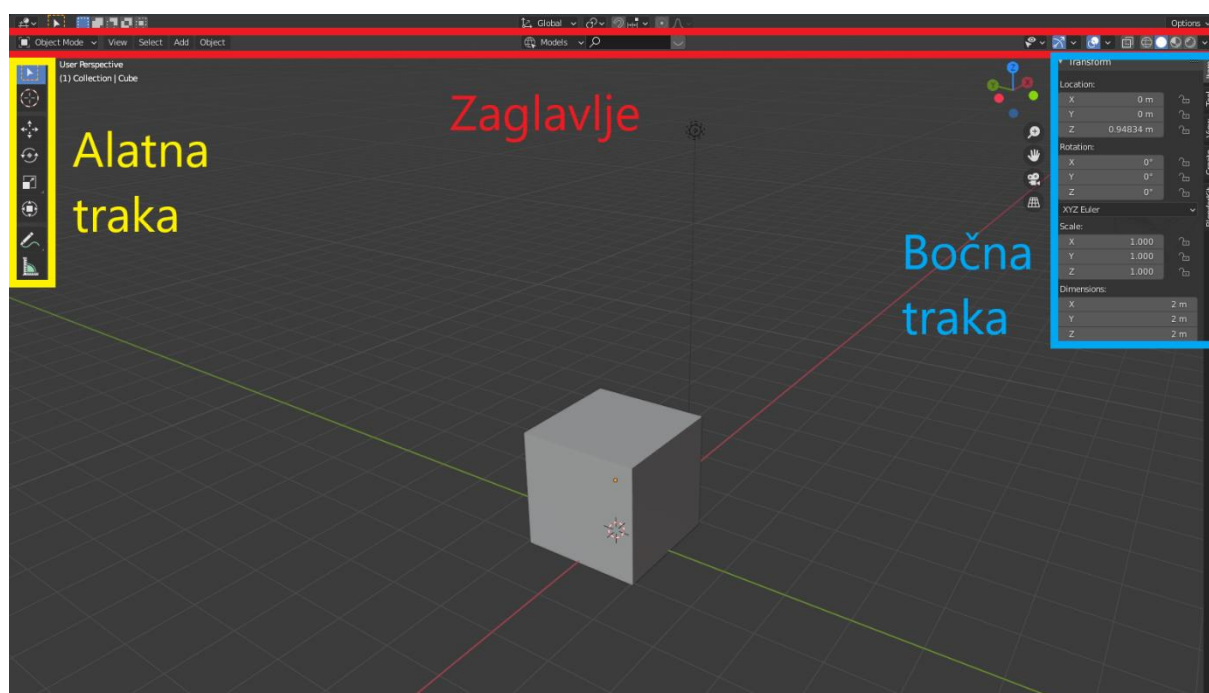 Global
Options
Object Mode View Select Add Object
Models
User Perspective
(1) Collection | Cube
Zaglavlje
Alatna
traka
Bočna
traka
Z
Y
Transform
Location:
X 0 m
Y 0 m
Z 0.94834 m
Rotation:
X 0°
Y 0°
Z 0°
XYZ Euler
Scale:
X 1.000
Y 1.000
Z 1.000
Dimensions:
X 2 m
Y 2 m
Z 2 m